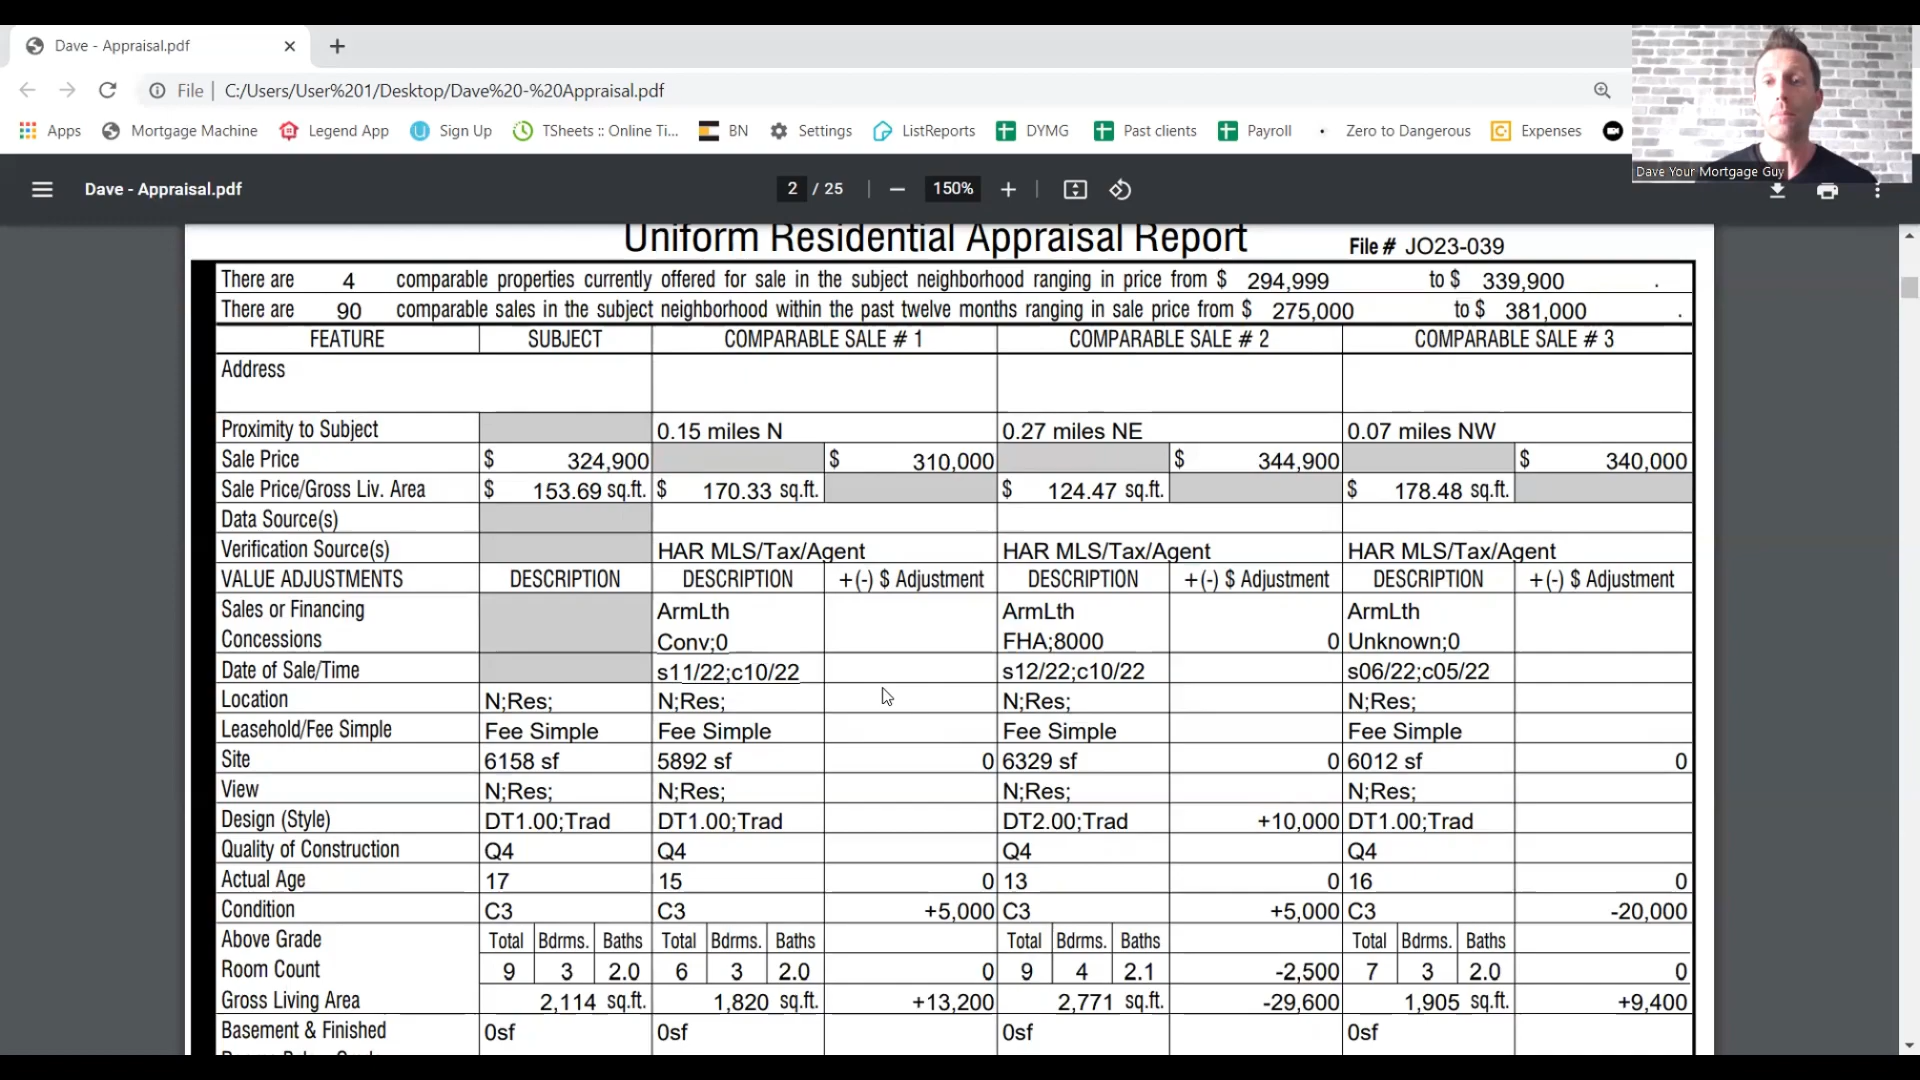 Dave - Appraisal.pdf
File | C:/Users/User%201/Desktop/Dave%20-%20Appraisal.pdf
Apps Mortgage Machine Legend App Sign Up TSheets :: Online Ti... BN Settings ListReports DYMG Past clients Payroll Zero to Dangerous Expenses
Dave Your Mortgage Guy
Dave - Appraisal.pdf 2 / 25 150%
Uniform Residential Appraisal Report File # JO23-039
There are 4 comparable properties currently offered for sale in the subject neighborhood ranging in price from $ 294,999 to $ 339,900 .
There are 90 comparable sales in the subject neighborhood within the past twelve months ranging in sale price from $ 275,000 to $ 381,000 .
FEATURE SUBJECT COMPARABLE SALE # 1 COMPARABLE SALE # 2 COMPARABLE SALE # 3
Address
Proximity to Subject 0.15 miles N 0.27 miles NE 0.07 miles NW
Sale Price $ 324,900 $ 310,000 $ 344,900 $ 340,000
Sale Price/Gross Liv. Area $ 153.69 sq.ft. $ 170.33 sq.ft. $ 124.47 sq.ft. $ 178.48 sq.ft.
Data Source(s)
Verification Source(s) HAR MLS/Tax/Agent HAR MLS/Tax/Agent HAR MLS/Tax/Agent
VALUE ADJUSTMENTS DESCRIPTION DESCRIPTION +(-) $ Adjustment DESCRIPTION +(-) $ Adjustment DESCRIPTION +(-) $ Adjustment
Sales or Financing ArmLth ArmLth ArmLth
Concessions Conv;0 FHA;8000 0 Unknown;0
Date of Sale/Time s11/22;c10/22 s12/22;c10/22 s06/22;c05/22
Location N;Res; N;Res; N;Res; N;Res;
Leasehold/Fee Simple Fee Simple Fee Simple Fee Simple Fee Simple
Site 6158 sf 5892 sf 0 6329 sf 0 6012 sf 0
View N;Res; N;Res; N;Res; N;Res;
Design (Style) DT1.00;Trad DT1.00;Trad DT2.00;Trad +10,000 DT1.00;Trad
Quality of Construction Q4 Q4 Q4 Q4
Actual Age 17 15 0 13 0 16 0
Condition C3 C3 +5,000 C3 +5,000 C3 -20,000
Above Grade Total Bdrms. Baths Total Bdrms. Baths Total Bdrms. Baths Total Bdrms. Baths
Room Count 9 3 2.0 6 3 2.0 0 9 4 2.1 -2,500 7 3 2.0 0
Gross Living Area 2,114 sq.ft. 1,820 sq.ft. +13,200 2,771 sq.ft. -29,600 1,905 sq.ft. +9,400
Basement & Finished 0sf 0sf 0sf 0sf